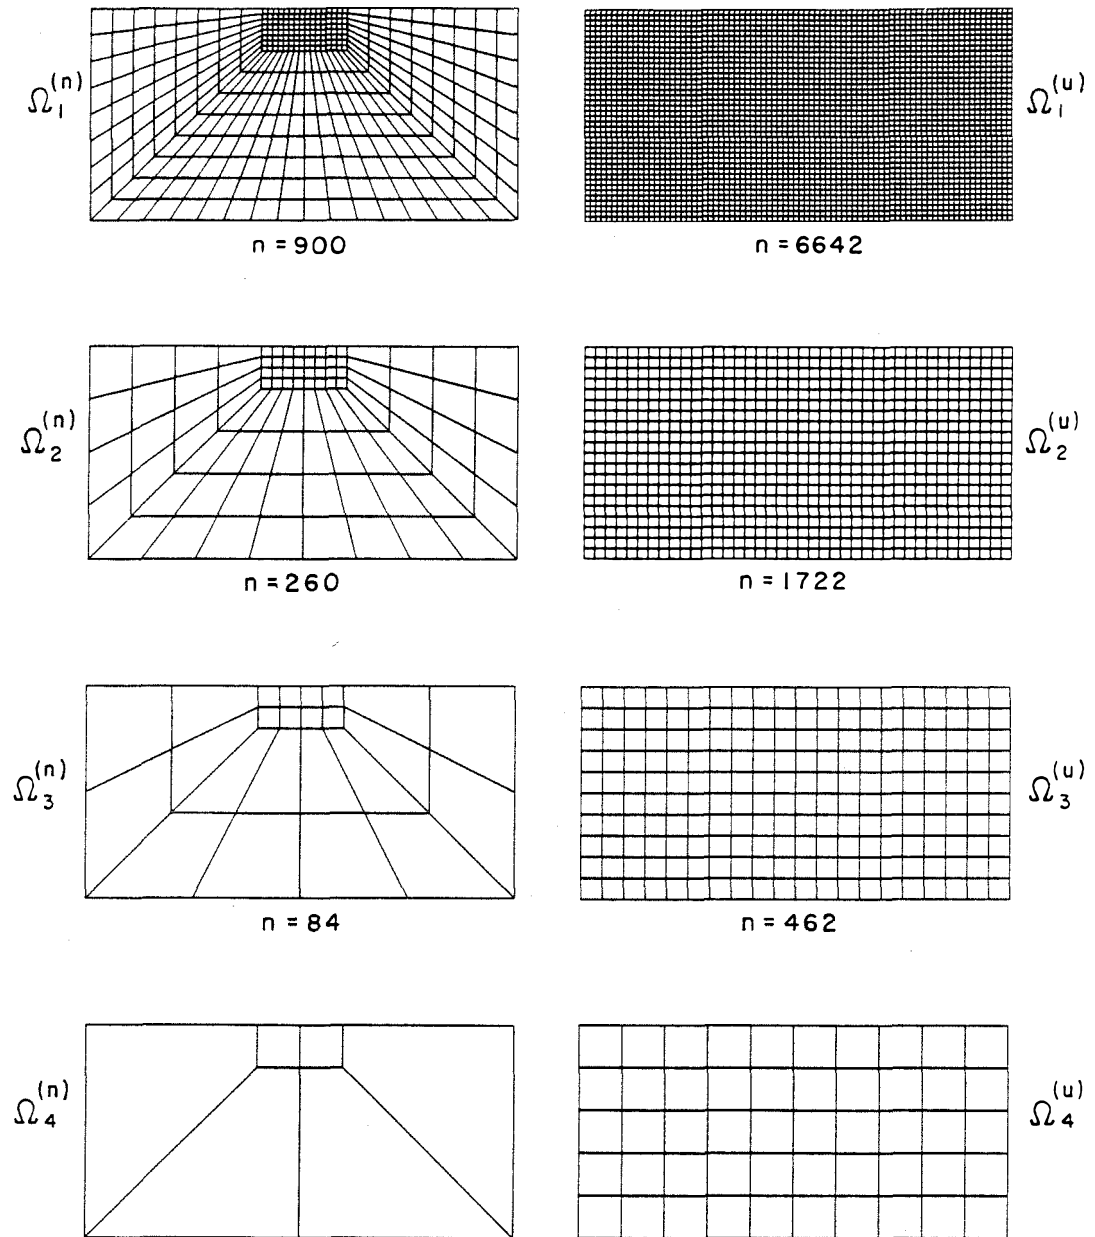 Ω₁⁽ⁿ⁾
Ω₁⁽ᵘ⁾
n = 900
n = 6642
Ω₂⁽ⁿ⁾
Ω₂⁽ᵘ⁾
n = 260
n = 1722
Ω₃⁽ⁿ⁾
Ω₃⁽ᵘ⁾
n = 84
n = 462
Ω₄⁽ⁿ⁾
Ω₄⁽ᵘ⁾